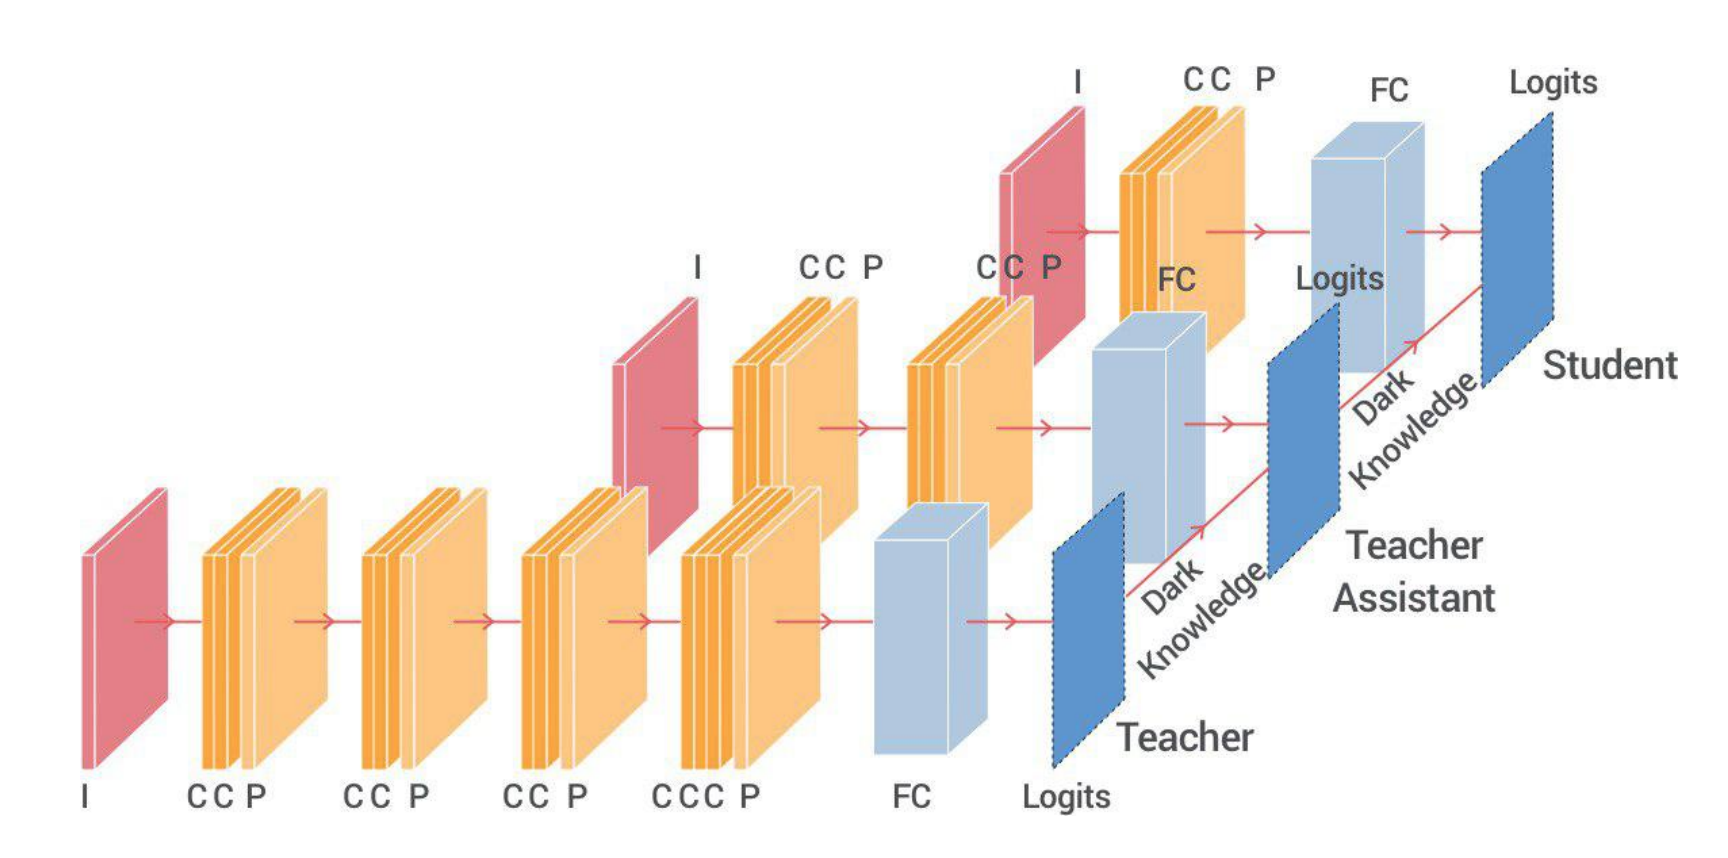 I
CC P
FC
Logits
I
CC P
CC P
FC
Logits
Student
Dark
Knowledge
Teacher
Assistant
Dark
Knowledge
Teacher
I
CC P
CC P
CC P
CCC P
FC
Logits